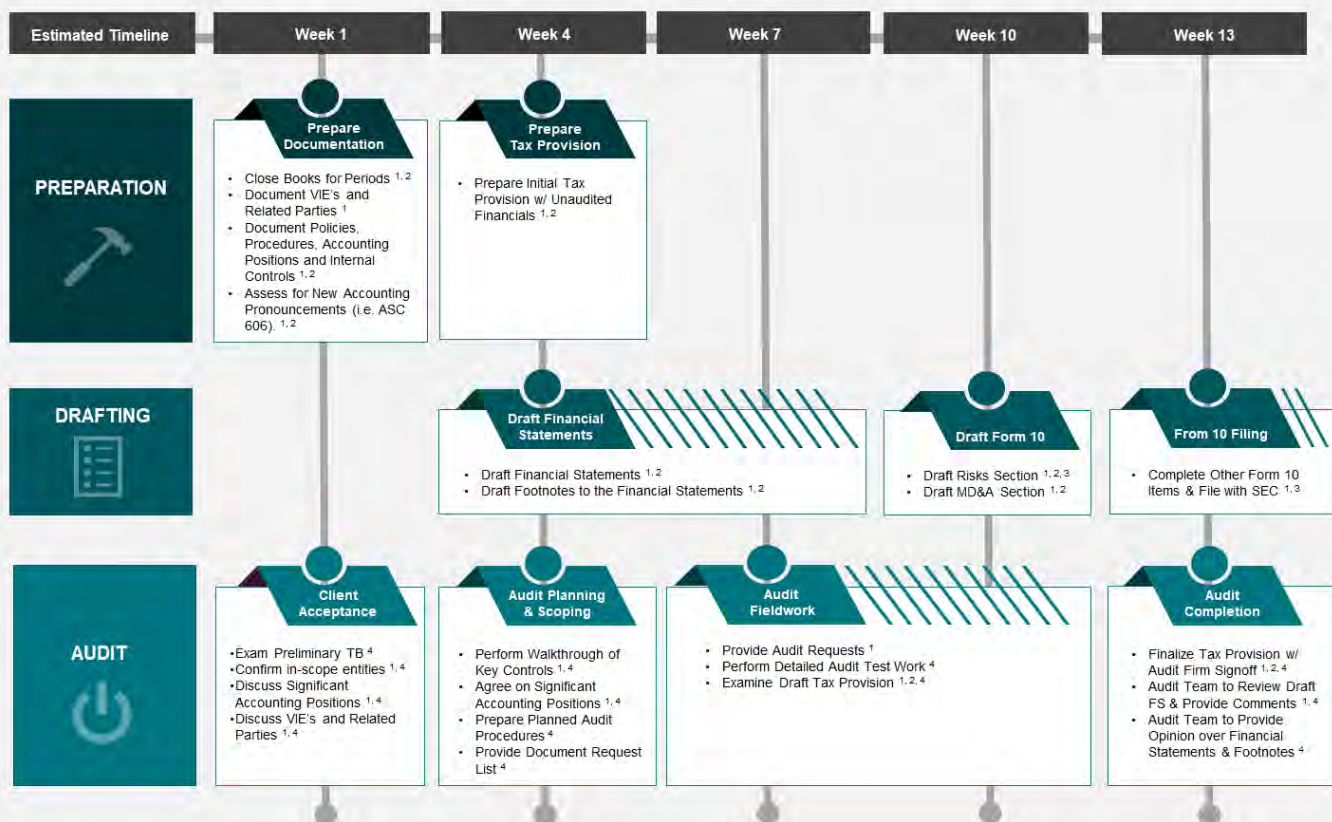 Estimated Timeline
Week 1
Week 4
Week 7
Week 10
Week 13
PREPARATION
Prepare
Documentation
• Close Books for Periods 1, 2
• Document VIE's and
Related Parties 1
• Document Policies,
Procedures, Accounting
Positions and Internal
Controls 1, 2
• Assess for New Accounting
Pronouncements (i.e. ASC
606). 1, 2
Prepare
Tax Provision
• Prepare Initial Tax
Provision w/ Unaudited
Financials 1, 2
DRAFTING
Draft Financial
Statements
• Draft Financial Statements 1, 2
• Draft Footnotes to the Financial Statements 1, 2
Draft Form 10
• Draft Risks Section 1, 2, 3
• Draft MD&A Section 1, 2
From 10 Filing
• Complete Other Form 10
Items & File with SEC 1, 3
AUDIT
Client
Acceptance
•Exam Preliminary TB 4
•Confirm in-scope entities 1, 4
•Discuss Significant
Accounting Positions 1, 4
•Discuss VIE's and Related
Parties 1, 4
Audit Planning
& Scoping
• Perform Walkthrough of
Key Controls 1, 4
• Agree on Significant
Accounting Positions 1, 4
• Prepare Planned Audit
Procedures 4
• Provide Document Request
List 4
Audit
Fieldwork
• Provide Audit Requests 1
• Perform Detailed Audit Test Work 4
• Examine Draft Tax Provision 1, 2, 4
Audit
Completion
• Finalize Tax Provision w/
Audit Firm Signoff 1, 2, 4
• Audit Team to Review Draft
FS & Provide Comments 1, 4
• Audit Team to Provide
Opinion over Financial
Statements & Footnotes 4